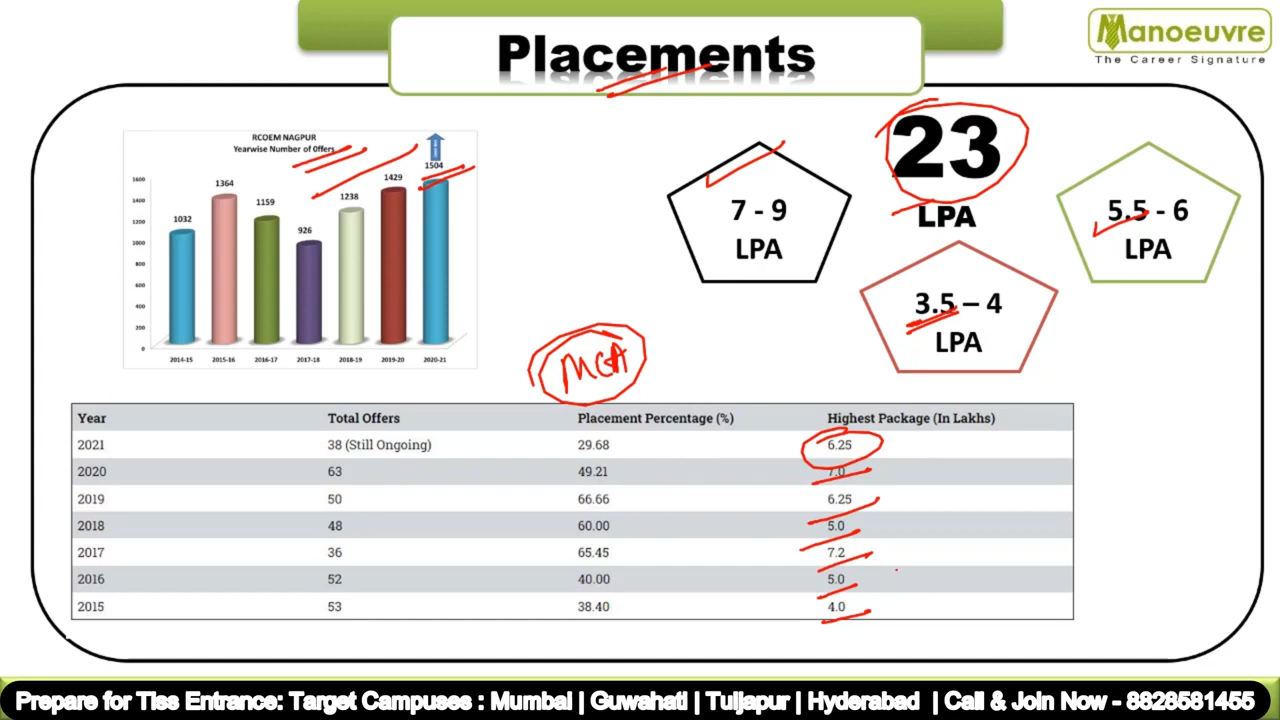 Placements
Manoeuvre
The Career Signature
RCOEM NAGPUR
Yearwise Number of Offers
1600
1400
1200
1000
800
600
400
200
0
1032
1364
1159
926
1238
1429
1504
2014-15
2015-16
2016-17
2017-18
2018-19
2019-20
2020-21
7 - 9
LPA
23
LPA
5.5 - 6
LPA
3.5 – 4
LPA
MCA
Year Total Offers Placement Percentage (%) Highest Package (In Lakhs)
2021 38 (Still Ongoing) 29.68 6.25
2020 63 49.21 7.0
2019 50 66.66 6.25
2018 48 60.00 5.0
2017 36 65.45 7.2
2016 52 40.00 5.0
2015 53 38.40 4.0
Prepare for Tiss Entrance: Target Campuses : Mumbai | Guwahati | Tuljapur | Hyderabad | Call & Join Now - 8828581455